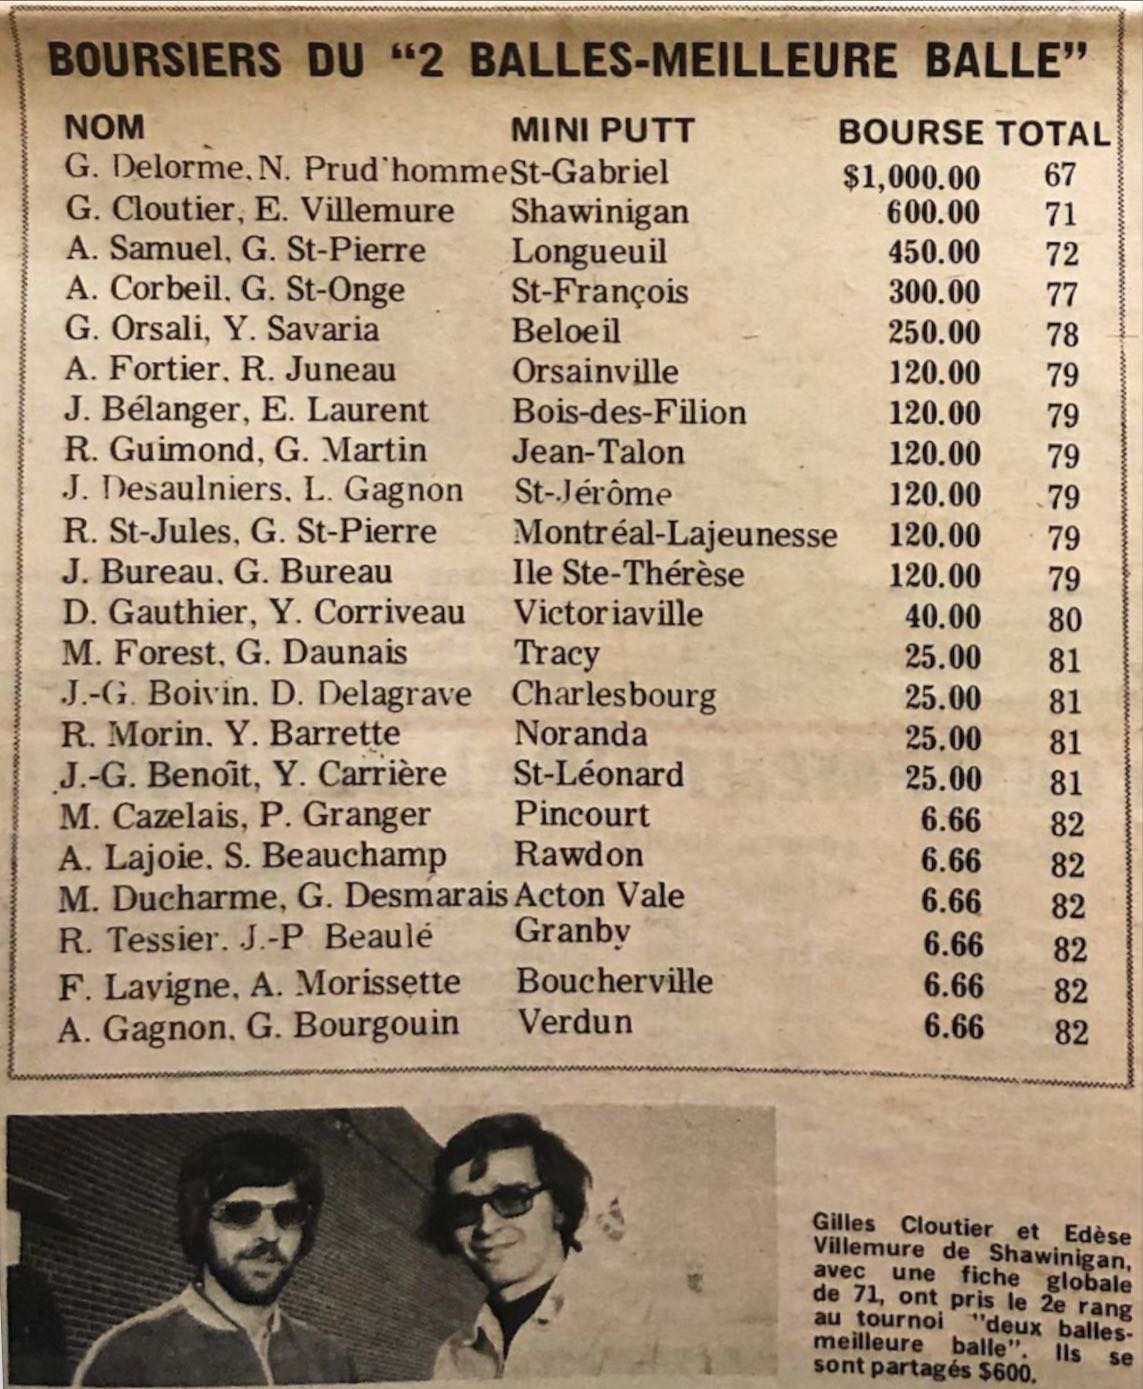 BOURSIERS DU "2 BALLES-MEILLEURE BALLE"
NOM MINI PUTT BOURSE TOTAL
G. Delorme, N. Prud'homme St-Gabriel $1,000.00 67
G. Cloutier, E. Villemure Shawinigan 600.00 71
A. Samuel, G. St-Pierre Longueuil 450.00 72
A. Corbeil, G. St-Onge St-François 300.00 77
G. Orsali, Y. Savaria Beloeil 250.00 78
A. Fortier, R. Juneau Orsainville 120.00 79
J. Bélanger, E. Laurent Bois-des-Filion 120.00 79
R. Guimond, G. Martin Jean-Talon 120.00 79
J. Desaulniers, L. Gagnon St-Jérôme 120.00 79
R. St-Jules, G. St-Pierre Montréal-Lajeunesse 120.00 79
J. Bureau, G. Bureau Ile Ste-Thérèse 120.00 79
D. Gauthier, Y. Corriveau Victoriaville 40.00 80
M. Forest, G. Daunais Tracy 25.00 81
J.-G. Boivin, D. Delagrave Charlesbourg 25.00 81
R. Morin, Y. Barrette Noranda 25.00 81
J.-G. Benoît, Y. Carrière St-Léonard 25.00 81
M. Cazelais, P. Granger Pincourt 6.66 82
A. Lajoie, S. Beauchamp Rawdon 6.66 82
M. Ducharme, G. Desmarais Acton Vale 6.66 82
R. Tessier, J.-P Beaulé Granby 6.66 82
F. Lavigne, A. Morissette Boucherville 6.66 82
A. Gagnon, G. Bourgouin Verdun 6.66 82
Gilles Cloutier et Edèse
Villemure de Shawinigan,
avec une fiche globale
de 71, ont pris le 2e rang
au tournoi "deux balles-
meilleure balle". Ils se
sont partagés $600.